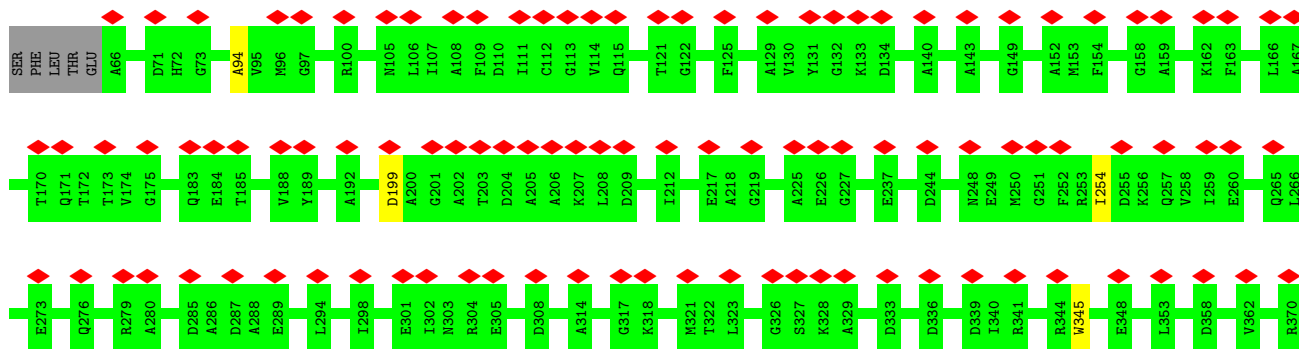 SER PHE LEU THR GLU A66 D71 H72 G73 A94 V95 M96 G97 R100 N105 L106 I107 A108 F109 D110 I111 C112 G113 V114 Q115 T121 G122 F125 A129 V130 Y131 G132 K133 D134 A140 A143 G149 A152 M153 F154 G158 A159 K162 F163 L166 A167
T170 Q171 T172 T173 V174 G175 Q183 E184 T185 V188 Y189 A192 D199 A200 G201 A202 T203 D204 A205 A206 K207 L208 D209 I212 E217 A218 G219 A225 E226 G227 E237 D244 N248 E249 M250 G251 F252 R253 I254 D255 K256 Q257 V258 I259 E260 Q265 L266
E273 Q276 R279 A280 D285 A286 D287 A288 E289 L294 I298 E301 I302 N303 R304 E305 D308 A314 G317 K318 M321 T322 L323 G326 S327 K328 A329 D333 D336 D339 I340 R341 R344 W345 E348 L353 D358 V362 R370